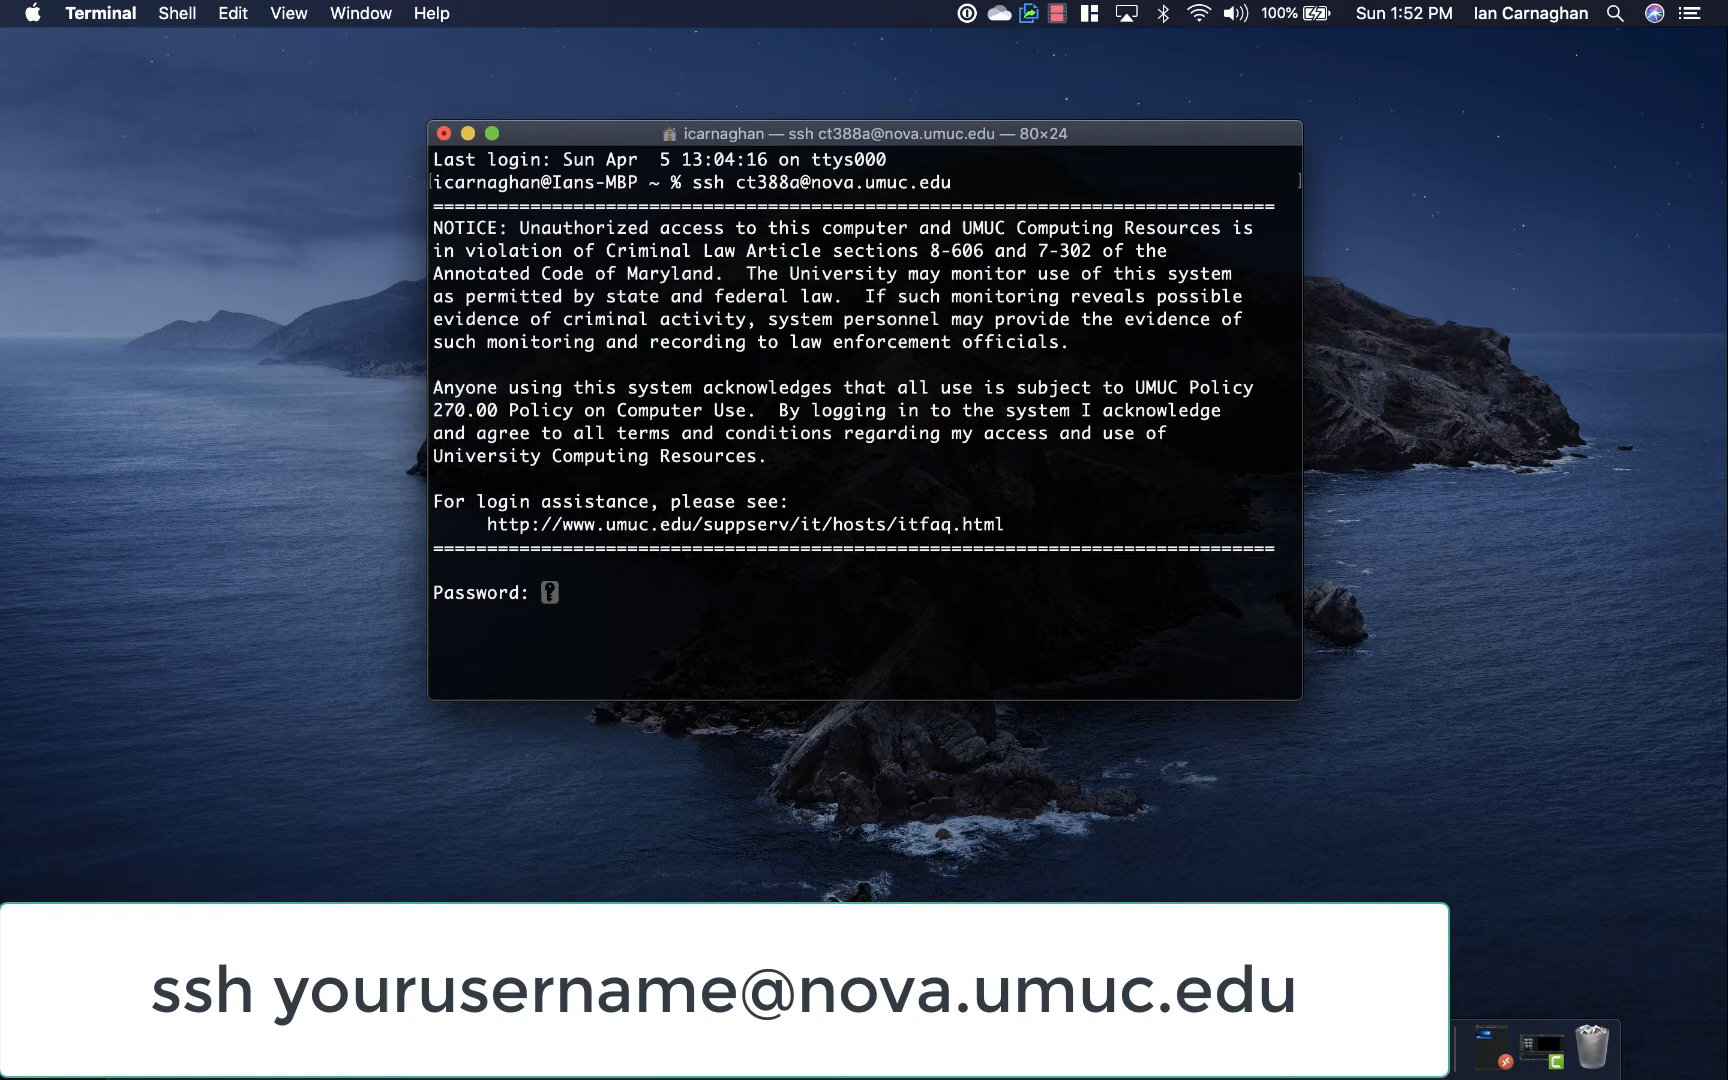 Terminal Shell Edit View Window Help 100% Sun 1:52 PM Ian Carnaghan
icarnaghan — ssh ct388a@nova.umuc.edu — 80×24
Last login: Sun Apr  5 13:04:16 on ttys000
[icarnaghan@Ians-MBP ~ % ssh ct388a@nova.umuc.edu ]
==============================================================================
NOTICE: Unauthorized access to this computer and UMUC Computing Resources is
in violation of Criminal Law Article sections 8-606 and 7-302 of the
Annotated Code of Maryland.  The University may monitor use of this system
as permitted by state and federal law.  If such monitoring reveals possible
evidence of criminal activity, system personnel may provide the evidence of
such monitoring and recording to law enforcement officials.
Anyone using this system acknowledges that all use is subject to UMUC Policy
270.00 Policy on Computer Use.  By logging in to the system I acknowledge
and agree to all terms and conditions regarding my access and use of
University Computing Resources.
For login assistance, please see:
http://www.umuc.edu/suppserv/it/hosts/itfaq.html
==============================================================================
Password:
ssh yourusername@nova.umuc.edu